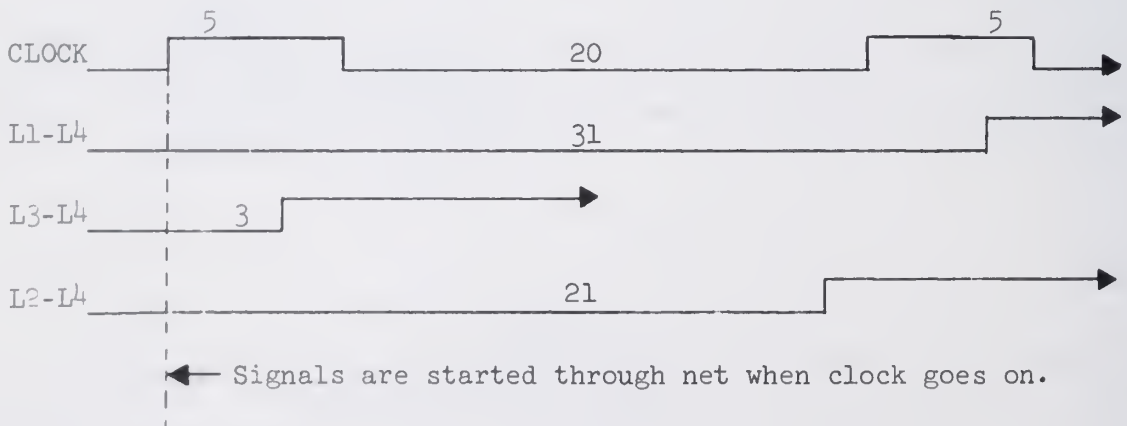 5 5
CLOCK 20
L1-L4 31
L3-L4 3
L2-L4 21
Signals are started through net when clock goes on.